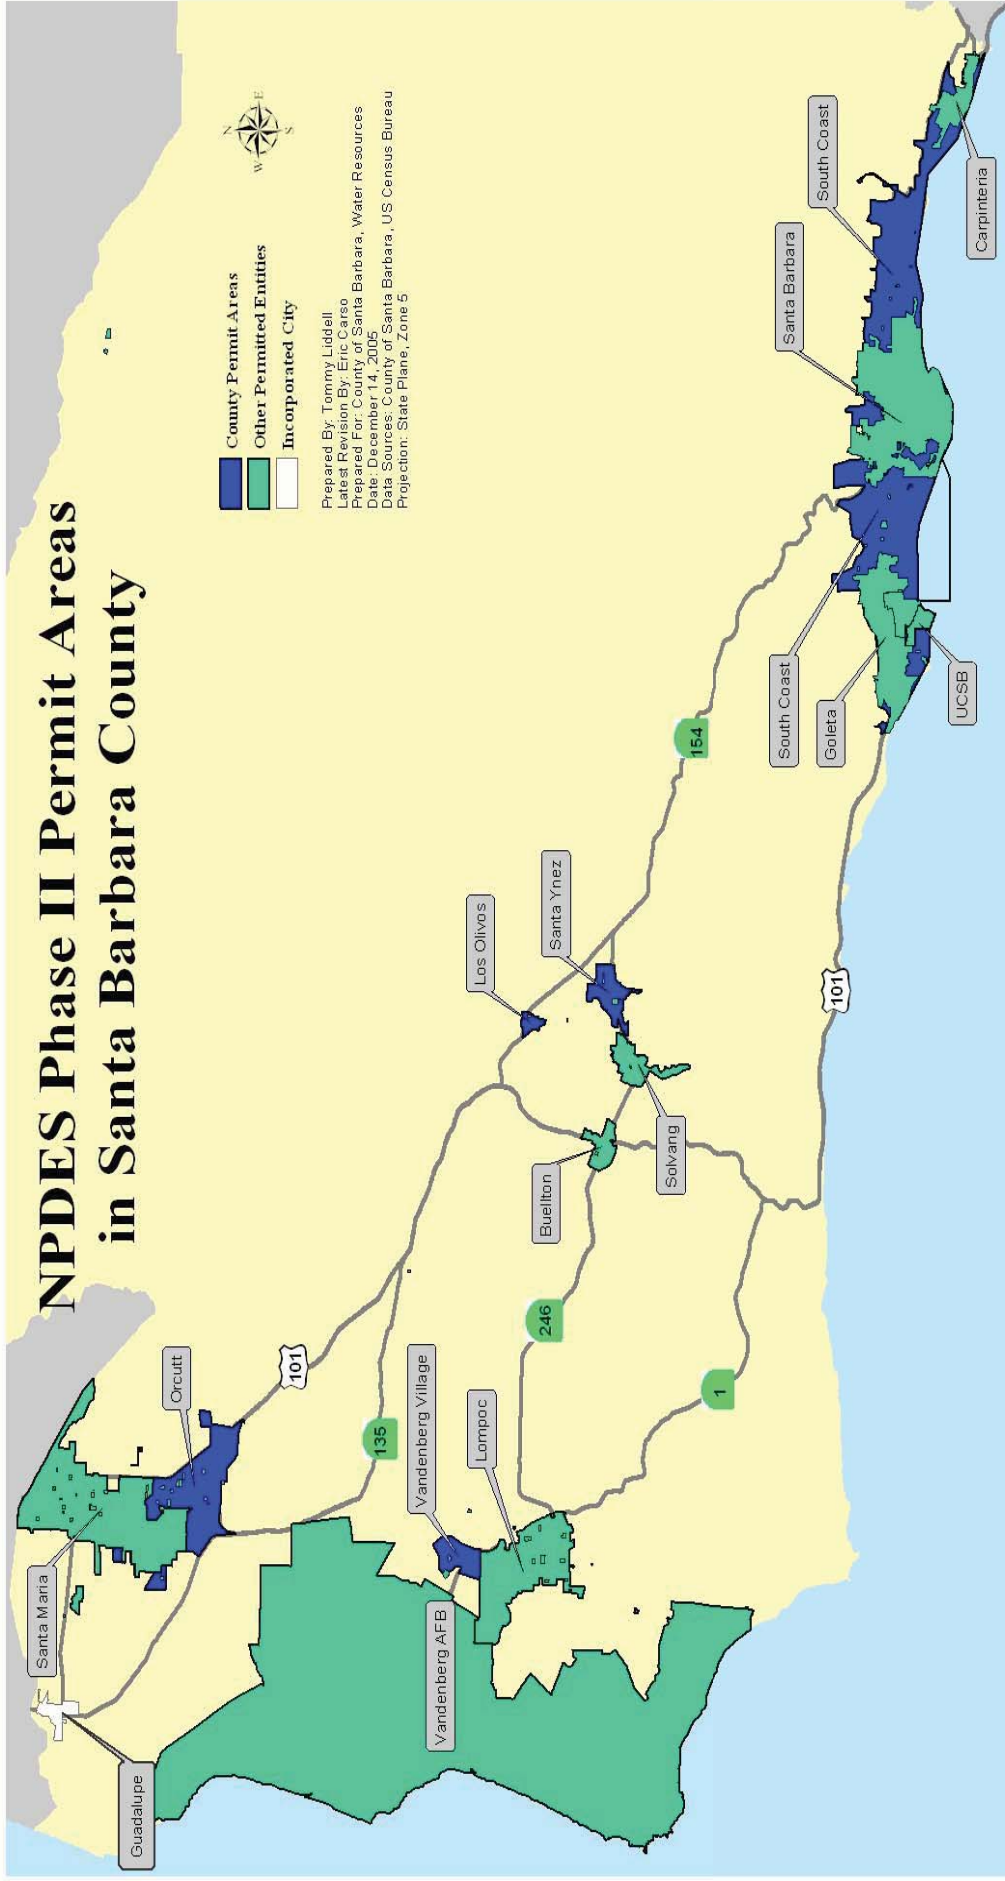 NPDES Phase II Permit Areas
in Santa Barbara County
N
W
E
S
County Permit Areas
Other Permitted Entities
Incorporated City
Prepared By: Tommy Liddell
Latest Revision By: Eric Carso
Prepared For: County of Santa Barbara, Water Resources
Date: December 14, 2005
Data Sources: County of Santa Barbara, US Census Bureau
Projection: State Plane, Zone 5
Guadalupe
Santa Maria
Orcutt
101
135
Vandenberg AFB
Vandenberg Village
Lompoc
246
1
Buellton
Solvang
Los Olivos
Santa Ynez
154
101
South Coast
Goleta
UCSB
Santa Barbara
South Coast
Carpinteria